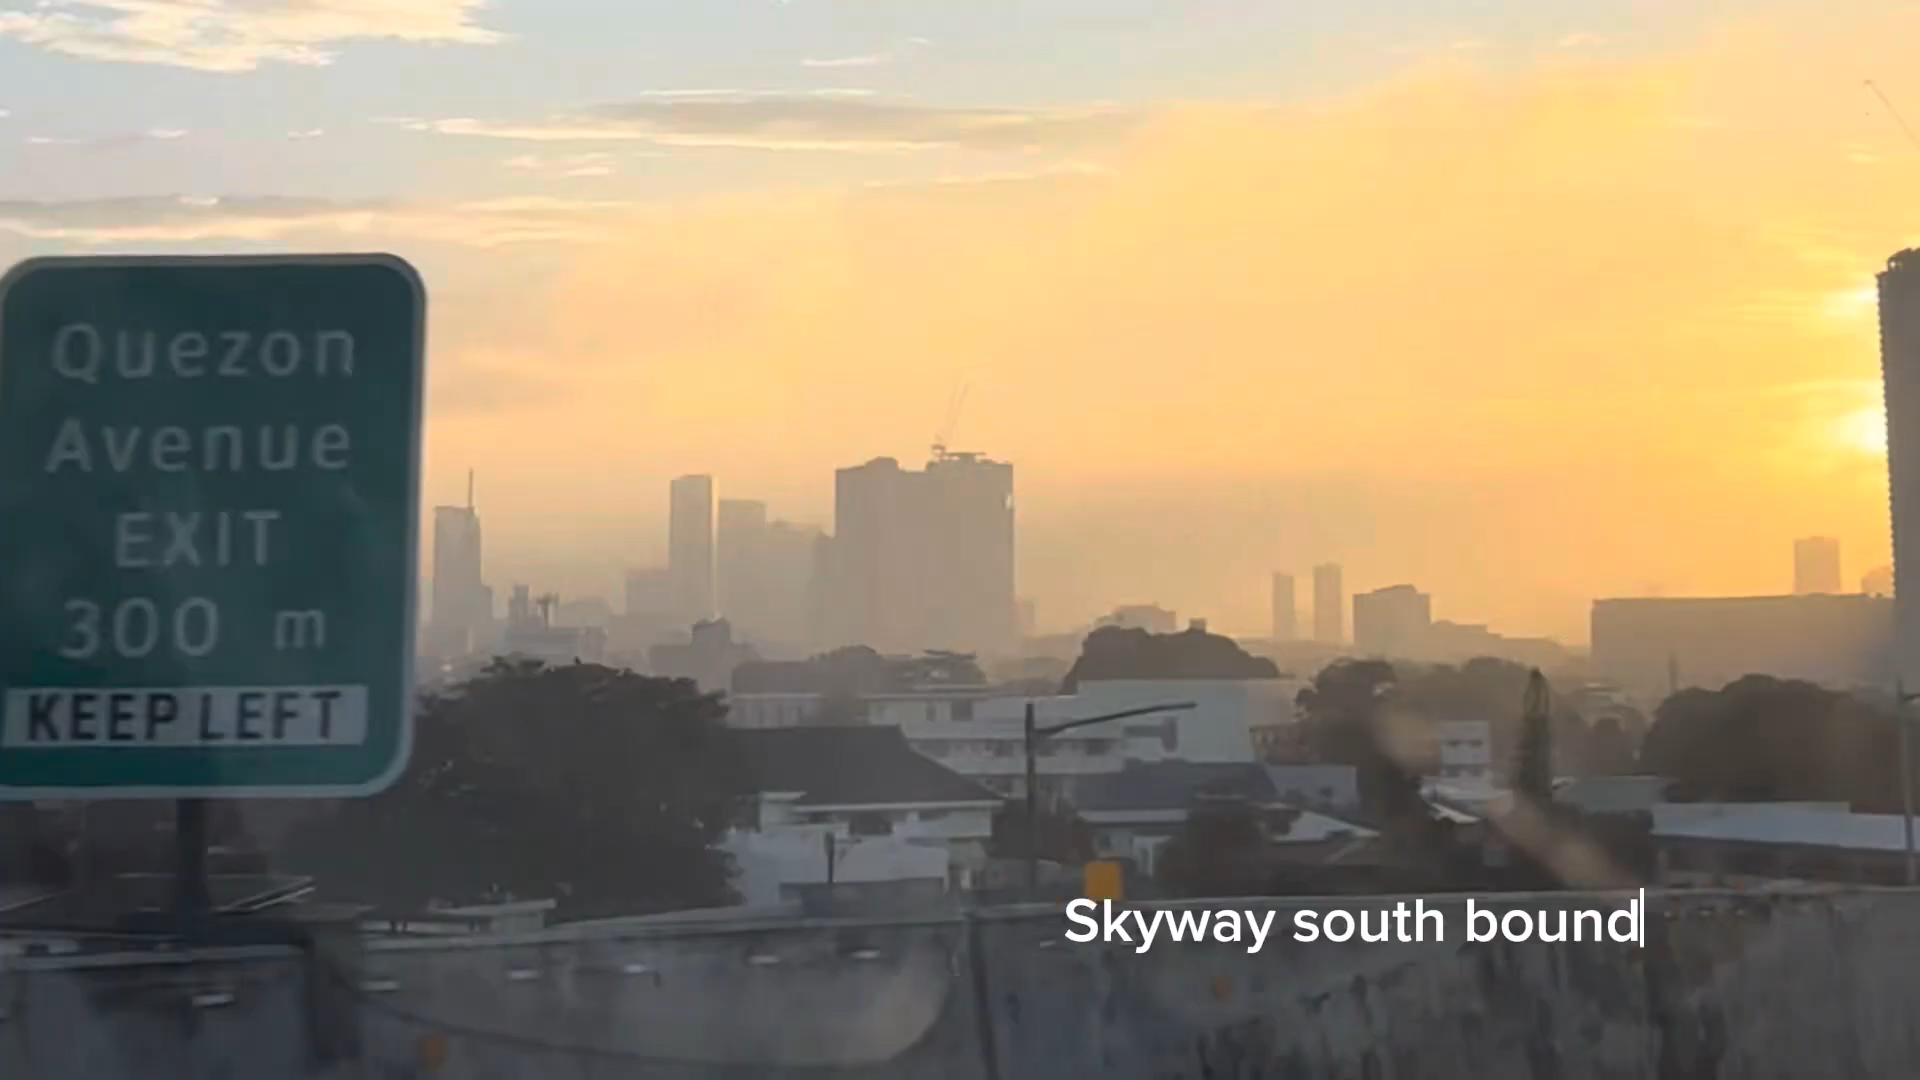 Quezon
Avenue
EXIT
300 m
KEEP LEFT
Skyway south bound